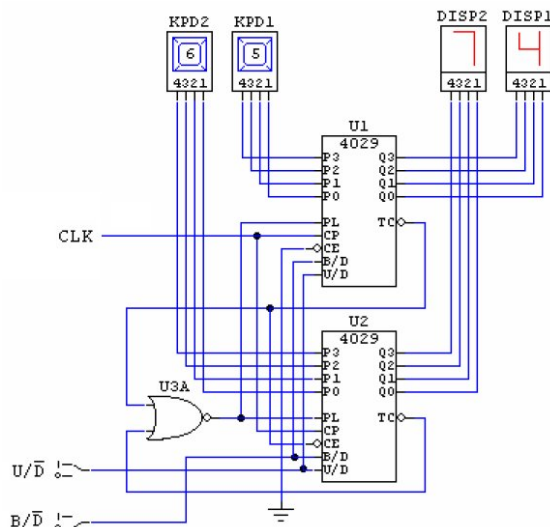 KPD2 KPD1 DISP2 DISP1
6 5 7 4
4321 4321 4321 4321
U1
4029
P3 Q3
P2 Q2
P1 Q1
P0 Q0
PL TC
CLK CP
CE
B/D
U/D
U2
4029
P3 Q3
P2 Q2
P1 Q1
P0 Q0
U3A
PL TC
CP
CE
B/D
U/D̅ U/D
B/D̅